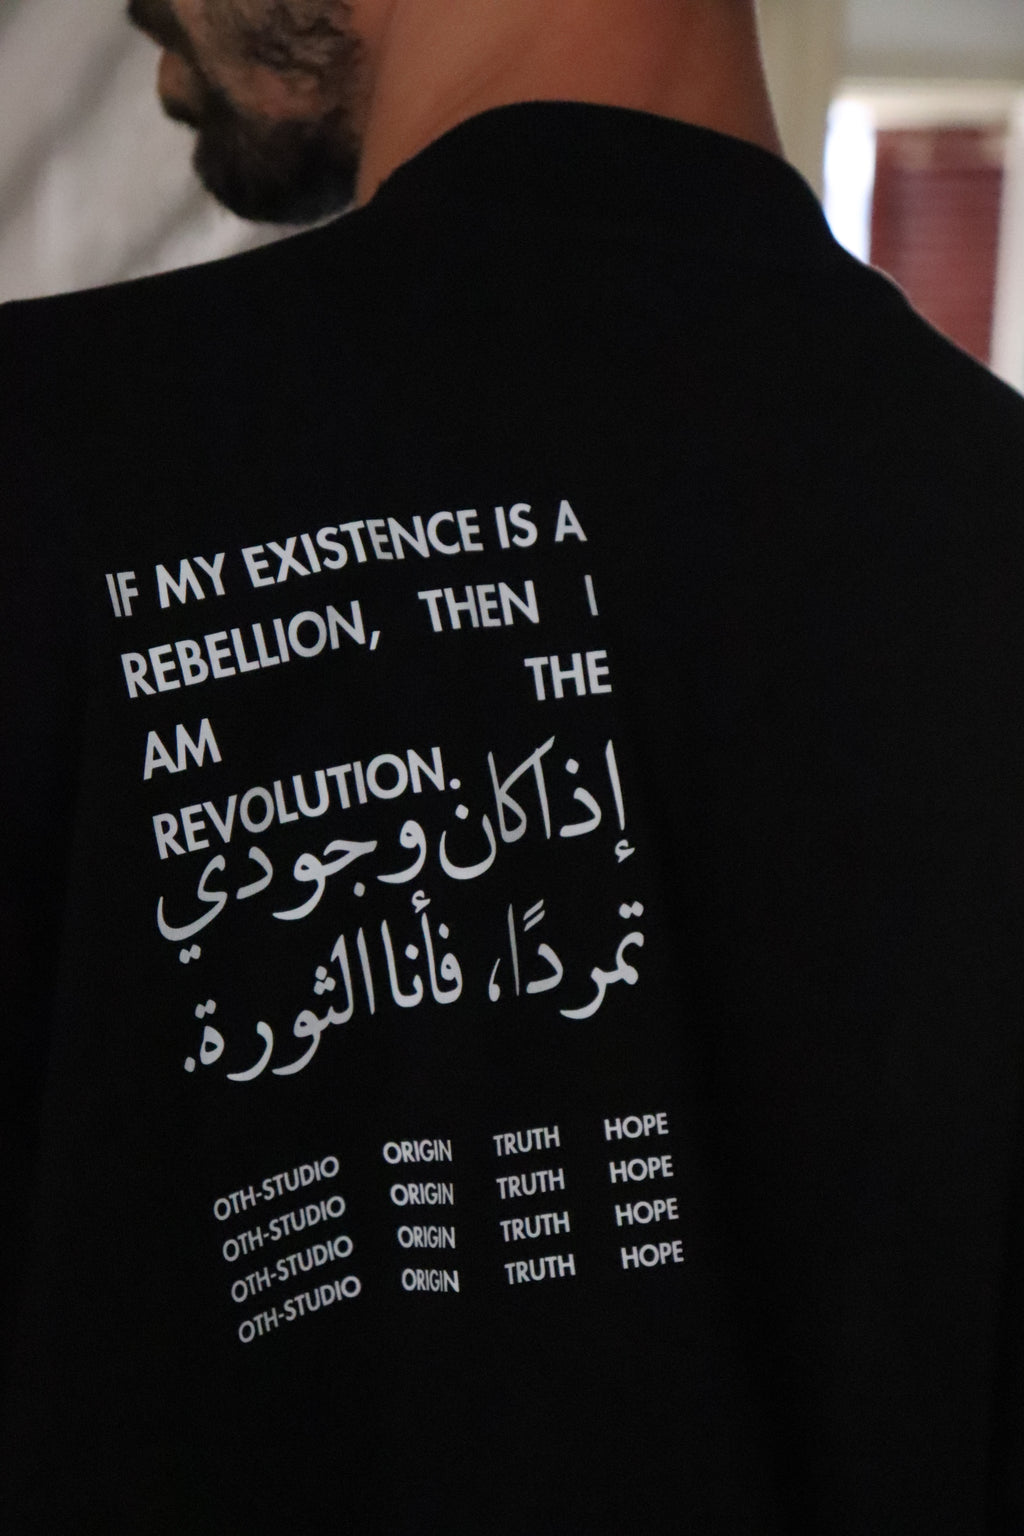 IF MY EXISTENCE IS A
REBELLION, THEN I
AM THE
REVOLUTION.
إذا كان وجودي
تمردًا، فأنا الثورة.
OTH-STUDIO ORIGIN TRUTH HOPE
OTH-STUDIO ORIGIN TRUTH HOPE
OTH-STUDIO ORIGIN TRUTH HOPE
OTH-STUDIO ORIGIN TRUTH HOPE